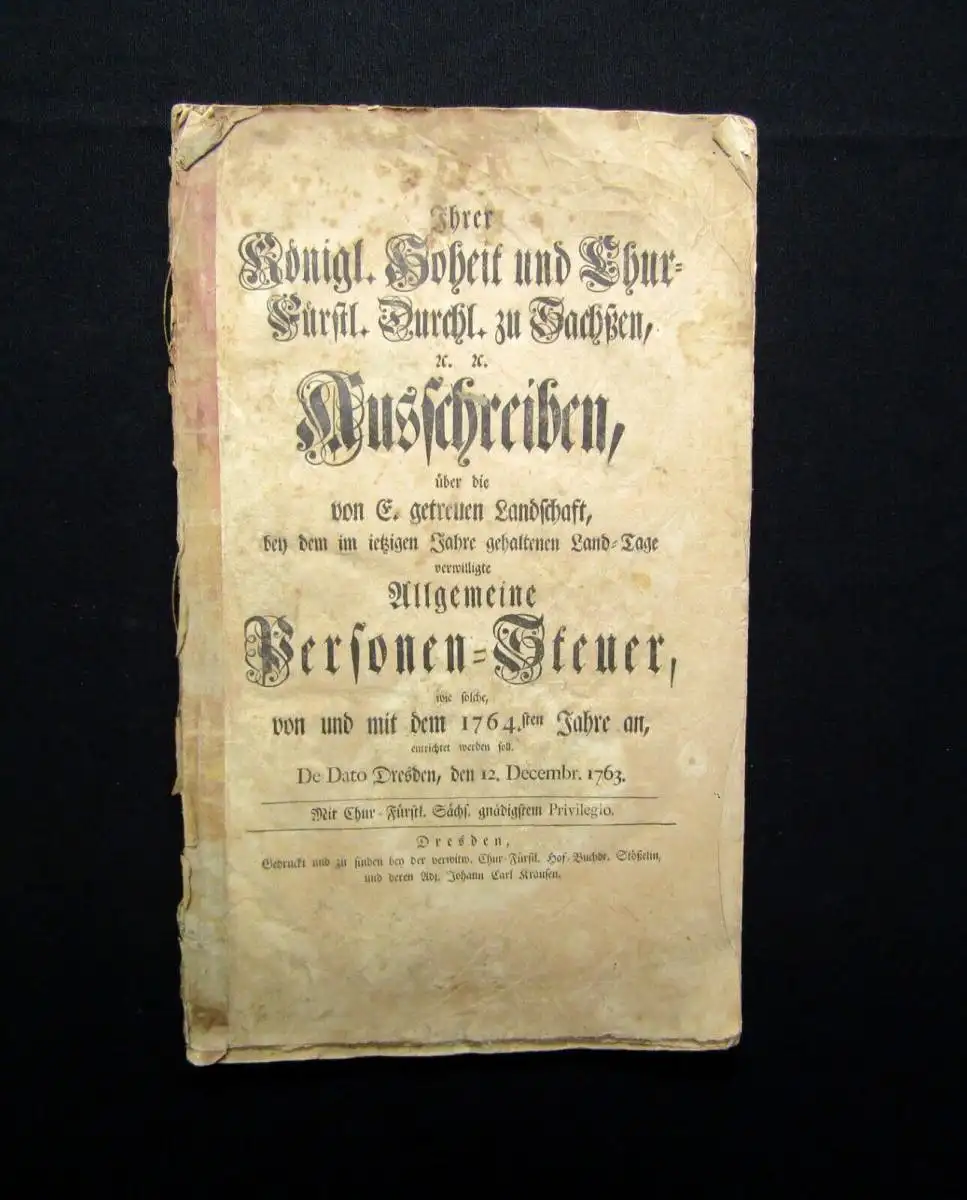 Ihrer
Königl. Hoheit und Chur-
Fürstl. Durchl. zu Sachßen,
ꝛc. ꝛc.
Ausschreiben,
über die
von E. getreuen Landschaft,
bey dem im ietzigen Jahre gehaltenen Land-Tage
verwilligte
Allgemeine
Personen-Steuer,
wie solche,
von und mit dem 1764.sten Jahre an,
entrichtet werden soll.
De Dato Dresden, den 12. Decembr. 1763.
Mit Chur-Fürstl. Sächs. gnädigstem Privilegio.
Dresden,
Gedruckt und zu finden bey der verwitw. Chur-Fürstl. Hof-Buchdr. Stößelin,
und deren Adj. Johann Carl Krausen.